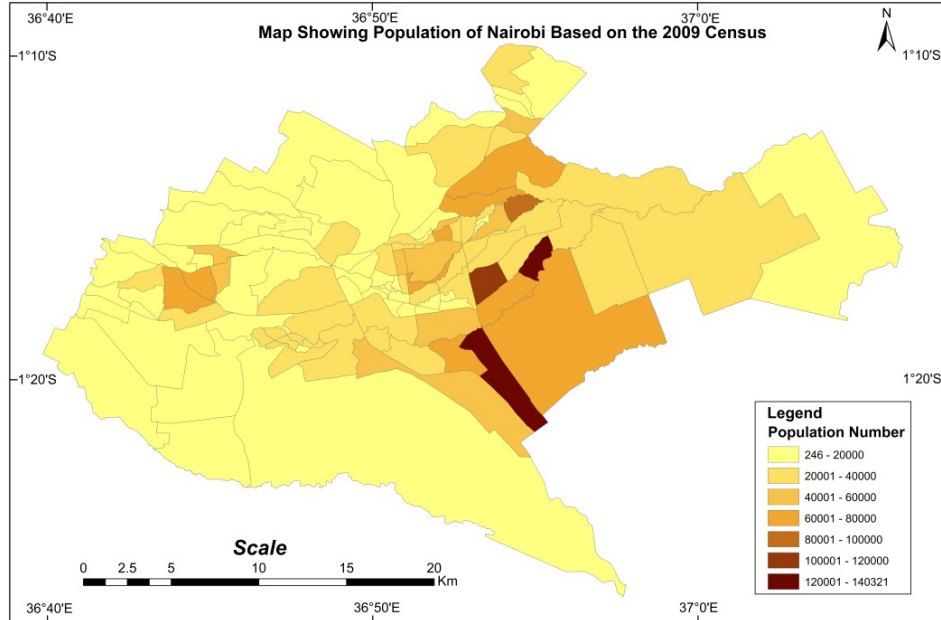 36°40'E 36°50'E 37°0'E
Map Showing Population of Nairobi Based on the 2009 Census
N
1°10'S 1°10'S
1°20'S 1°20'S
Legend
Population Number
246 - 20000
20001 - 40000
40001 - 60000
60001 - 80000
80001 - 100000
100001 - 120000
120001 - 140321
Scale
0 2.5 5 10 15 20
Km
36°40'E 36°50'E 37°0'E